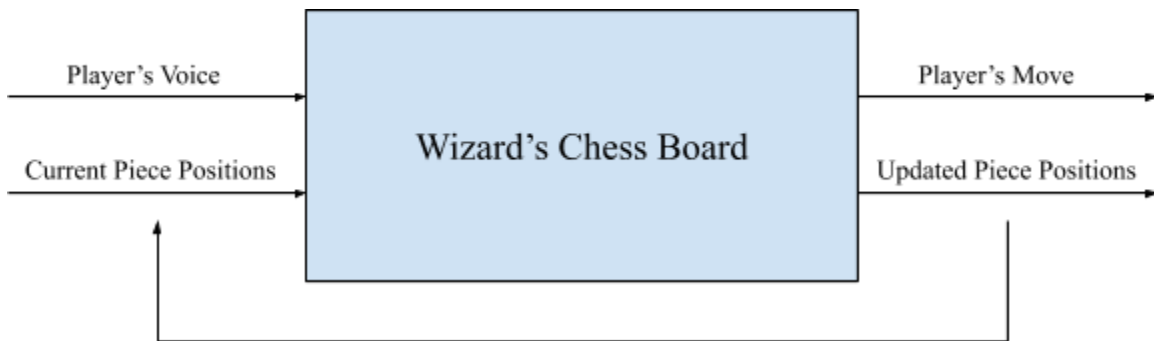 Player’s Voice
Player’s Move
Wizard’s Chess Board
Current Piece Positions
Updated Piece Positions